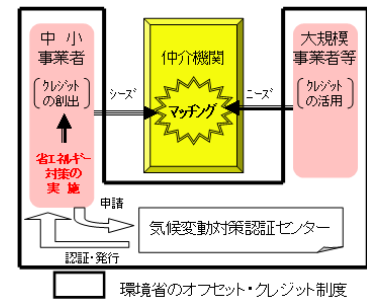 中 小
事業者
クレジット
の創出
省エネルギー
対策の
実 施
シーズ
仲介機関
マッチング
ニーズ
大規模
事業者等
クレジット
の活用
申請
気候変動対策認証センター
認証・発行
環境省のオフセット・クレジット制度